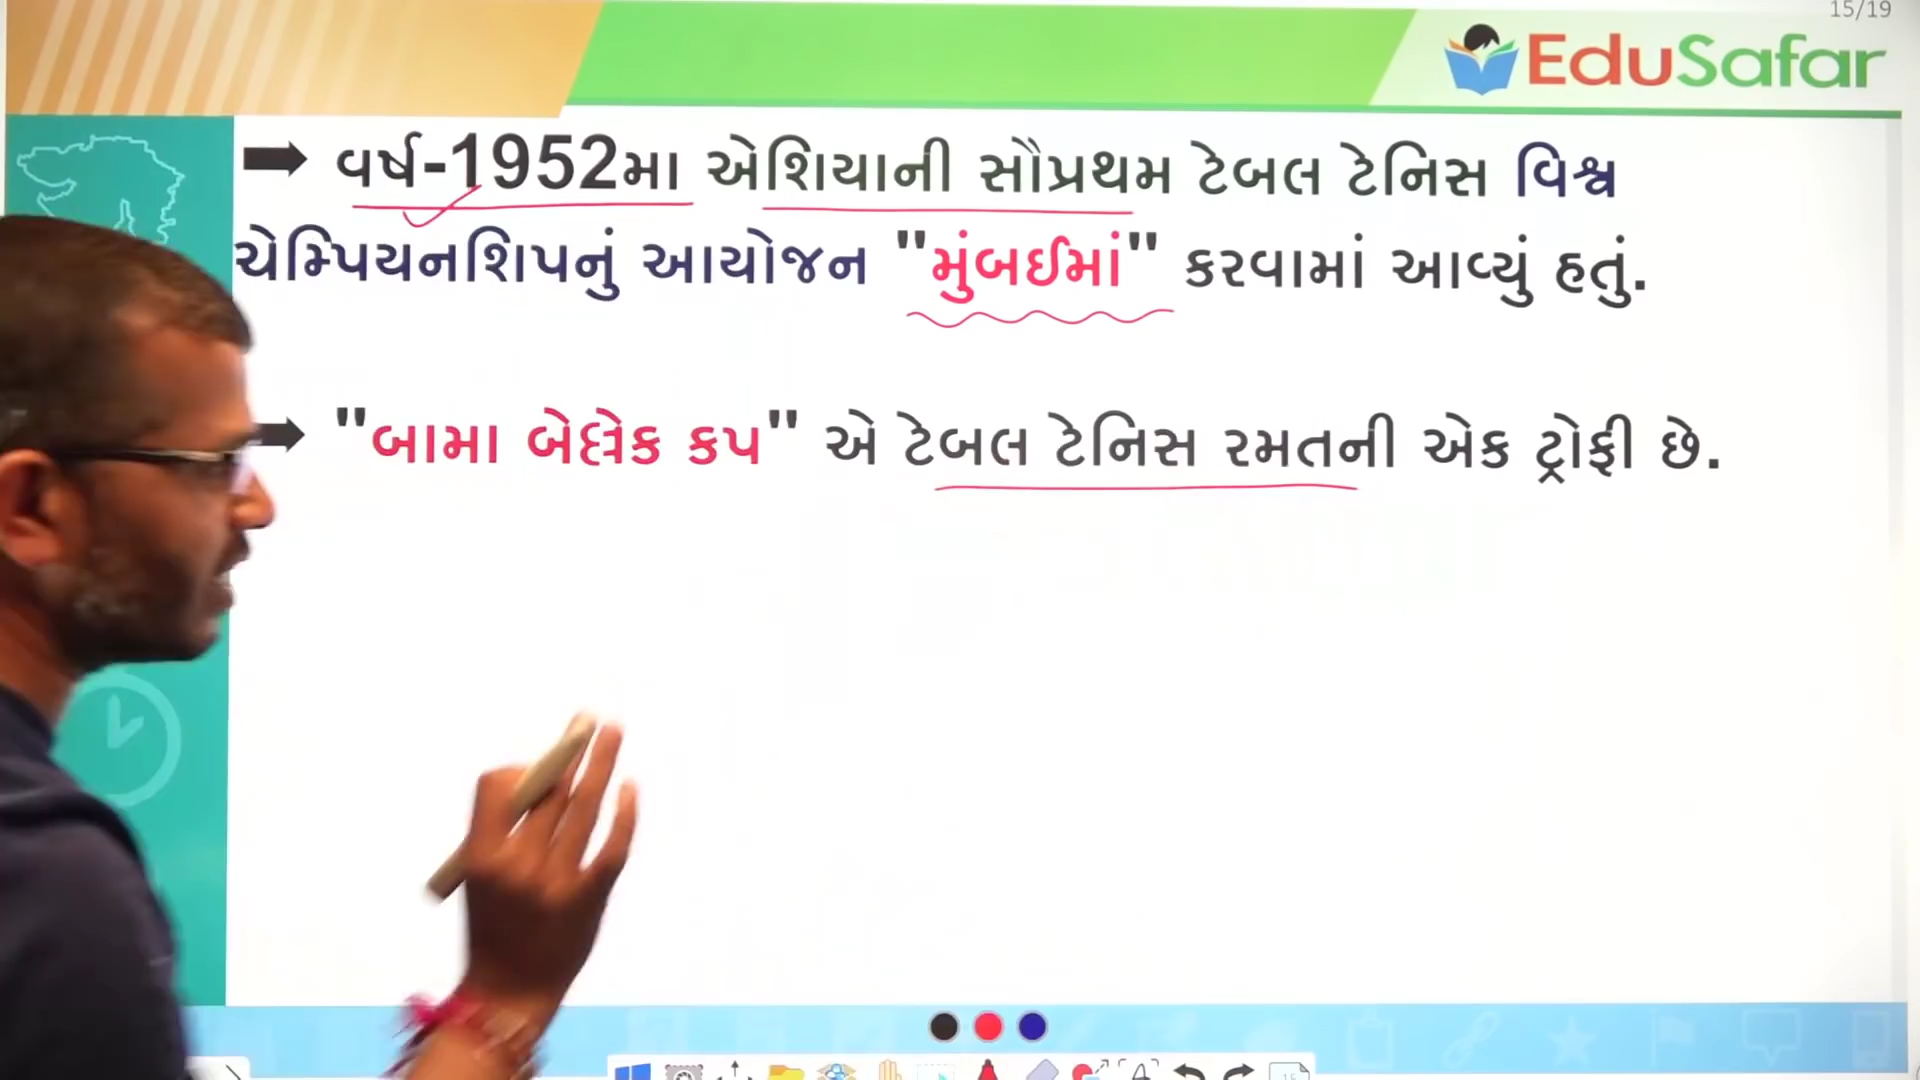 15/19
EduSafar
➡ વર્ષ-1952મા એશિયાની સૌપ્રથમ ટેબલ ટેનિસ વિશ્વ
ચેમ્પિયનશિપનું આયોજન "મુંબઈમાં" કરવામાં આવ્યું હતું.
➡ "બામા બેલ્લેક કપ" એ ટેબલ ટેનિસ રમતની એક ટ્રોફી છે.